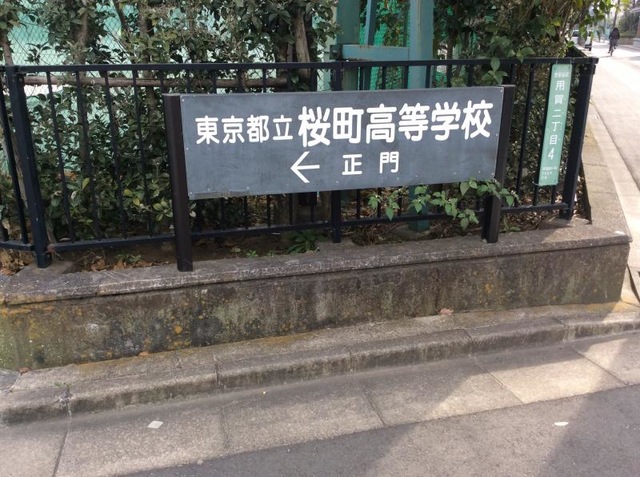 東京都立桜町高等学校
← 正門
用賀二丁目 4